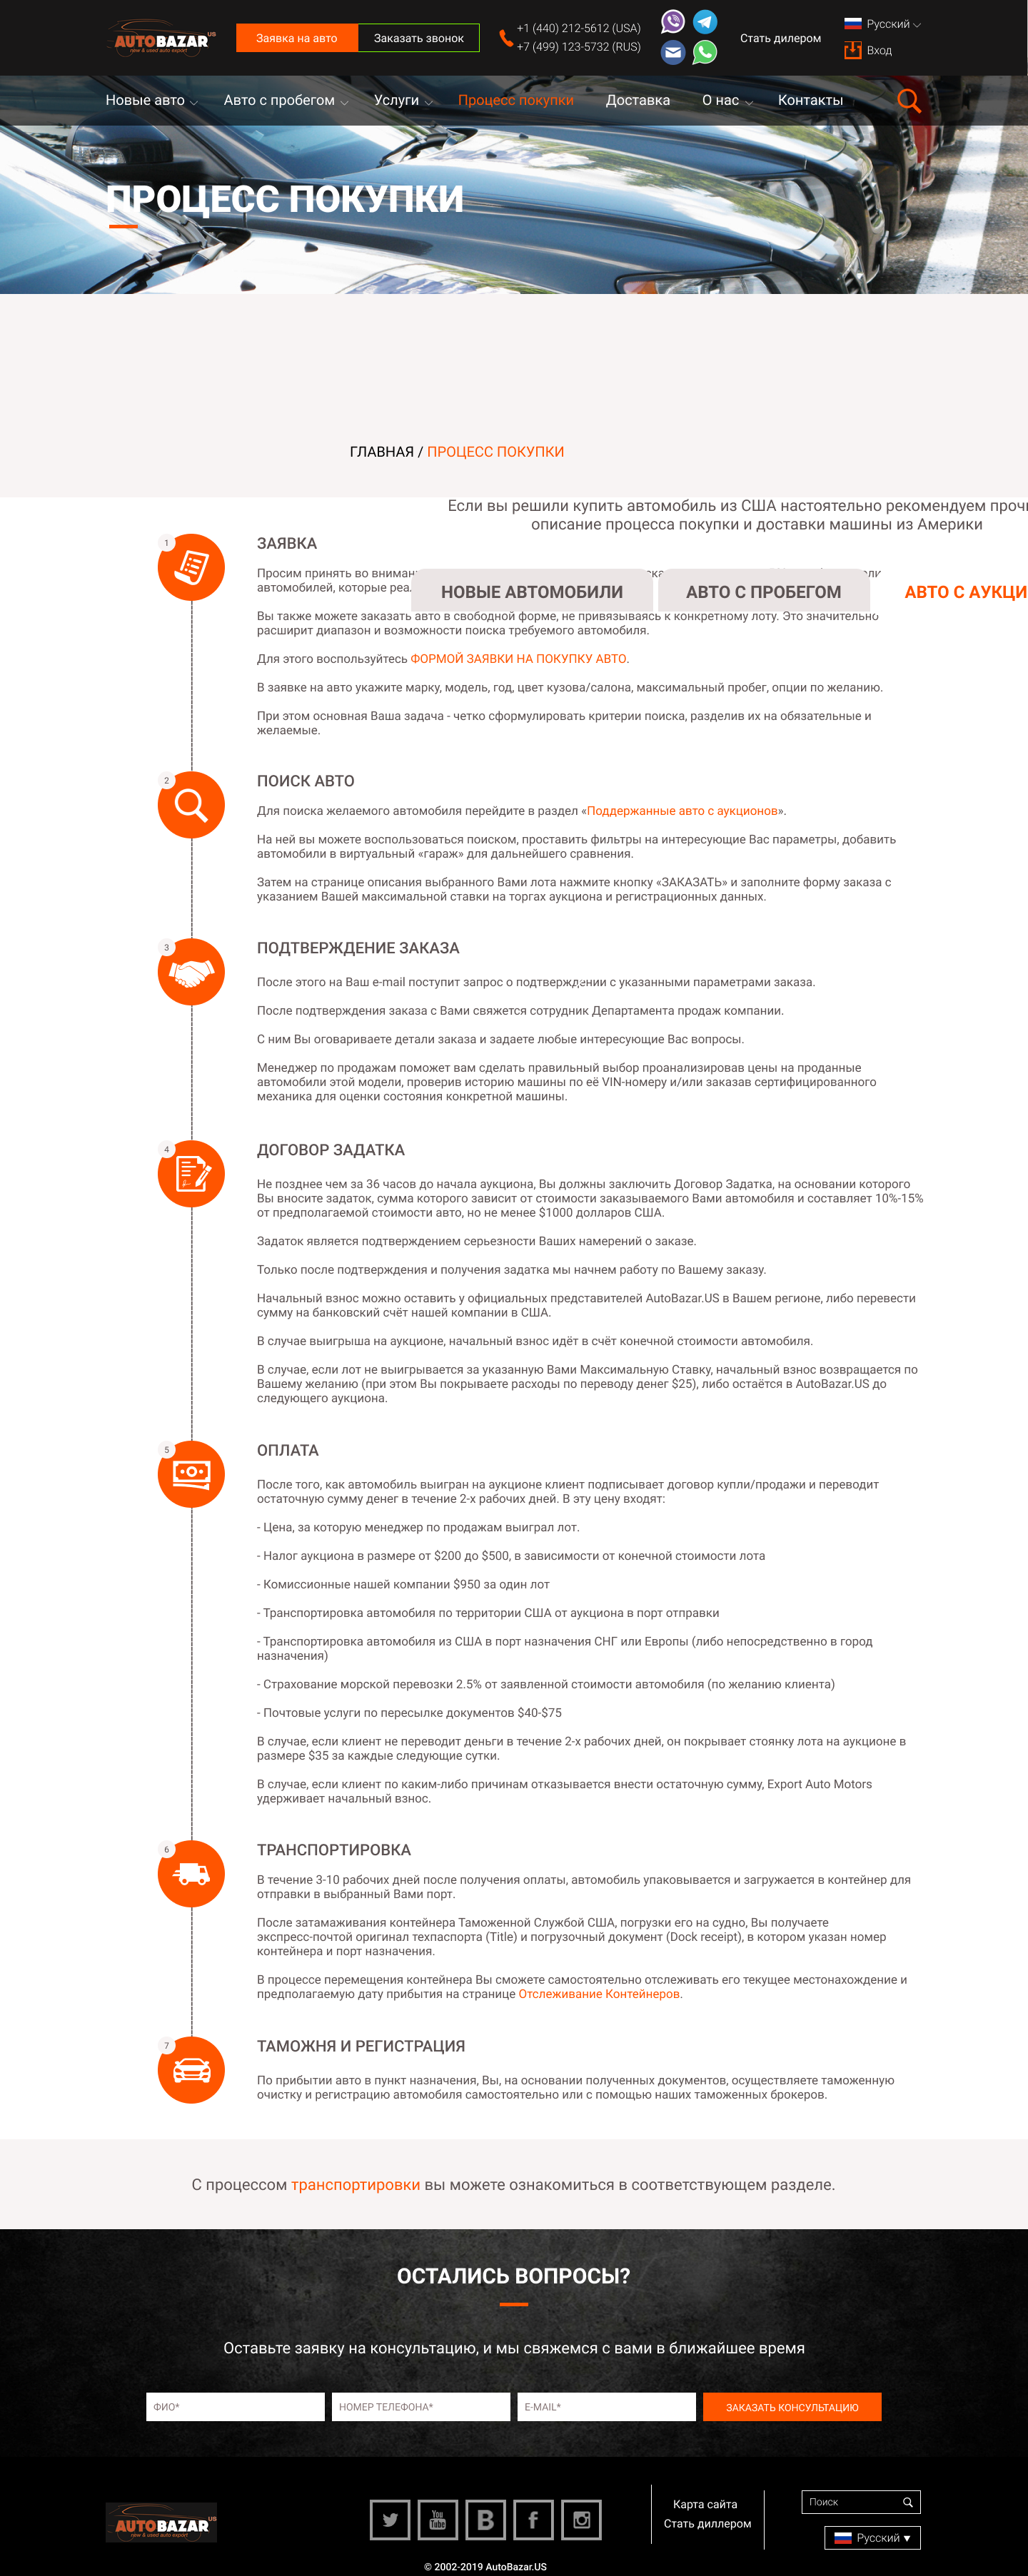 AUTOBAZAR US
new & used auto export
Заявка на авто
Заказать звонок
+1 (440) 212-5612 (USA)
+7 (499) 123-5732 (RUS)
Стать дилером
Русский
Вход
Новые авто
Авто с пробегом
Услуги
Процесс покупки
Доставка
О нас
Контакты
ПРОЦЕСС ПОКУПКИ
ГЛАВНАЯ / ПРОЦЕСС ПОКУПКИ
Если вы решили купить автомобиль из США настоятельно рекомендуем
описание процесса покупки и доставки машины из Америки
НОВЫЕ АВТОМОБИЛИ
АВТО С ПРОБЕГОМ
АВТО С
1
ЗАЯВКА
Просим принять во
автомобилей, которые
Вы также можете заказать авто в свободной форме, не привязываясь к конкретному лоту. Это значительно
расширит диапазон и возможности поиска требуемого автомобиля.
Для этого воспользуйтесь ФОРМОЙ ЗАЯВКИ НА ПОКУПКУ АВТО.
В заявке на авто укажите марку, модель, год, цвет кузова/салона, максимальный пробег, опции по желанию.
При этом основная Ваша задача - четко сформулировать критерии поиска, разделив их на обязательные и
желаемые.
2
ПОИСК АВТО
Для поиска желаемого автомобиля перейдите в раздел «Поддержанные авто с аукционов».
На ней вы можете воспользоваться поиском, проставить фильтры на интересующие Вас параметры, добавить
автомобили в виртуальный «гараж» для дальнейшего сравнения.
Затем на странице описания выбранного Вами лота нажмите кнопку «ЗАКАЗАТЬ» и заполните форму заказа с
указанием Вашей максимальной ставки на торгах аукциона и регистрационных данных.
3
ПОДТВЕРЖДЕНИЕ ЗАКАЗА
После этого на Ваш e-mail поступит запрос о подтверждении с указанными параметрами заказа.
После подтверждения заказа с Вами свяжется сотрудник Департамента продаж компании.
С ним Вы оговариваете детали заказа и задаете любые интересующие Вас вопросы.
Менеджер по продажам поможет вам сделать правильный выбор проанализировав цены на проданные
автомобили этой модели, проверив историю машины по её VIN-номеру и/или заказав сертифицированного
механика для оценки состояния конкретной машины.
4
ДОГОВОР ЗАДАТКА
Не позднее чем за 36 часов до начала аукциона, Вы должны заключить Договор Задатка, на основании которого
Вы вносите задаток, сумма которого зависит от стоимости заказываемого Вами автомобиля и составляет 10%-15%
от предполагаемой стоимости авто, но не менее $1000 долларов США.
Задаток является подтверждением серьезности Ваших намерений о заказе.
Только после подтверждения и получения задатка мы начнем работу по Вашему заказу.
Начальный взнос можно оставить у официальных представителей AutoBazar.US в Вашем регионе, либо перевести
сумму на банковский счёт нашей компании в США.
В случае выигрыша на аукционе, начальный взнос идёт в счёт конечной стоимости автомобиля.
В случае, если лот не выигрывается за указанную Вами Максимальную Ставку, начальный взнос возвращается по
Вашему желанию (при этом Вы покрываете расходы по переводу денег $25), либо остаётся в AutoBazar.US до
следующего аукциона.
5
ОПЛАТА
После того, как автомобиль выигран на аукционе клиент подписывает договор купли/продажи и переводит
остаточную сумму денег в течение 2-х рабочих дней. В эту цену входят:
- Цена, за которую менеджер по продажам выиграл лот.
- Налог аукциона в размере от $200 до $500, в зависимости от конечной стоимости лота
- Комиссионные нашей компании $950 за один лот
- Транспортировка автомобиля по территории США от аукциона в порт отправки
- Транспортировка автомобиля из США в порт назначения СНГ или Европы (либо непосредственно в город
назначения)
- Страхование морской перевозки 2.5% от заявленной стоимости автомобиля (по желанию клиента)
- Почтовые услуги по пересылке документов $40-$75
В случае, если клиент не переводит деньги в течение 2-х рабочих дней, он покрывает стоянку лота на аукционе в
размере $35 за каждые следующие сутки.
В случае, если клиент по каким-либо причинам отказывается внести остаточную сумму, Export Auto Motors
удерживает начальный взнос.
6
ТРАНСПОРТИРОВКА
В течение 3-10 рабочих дней после получения оплаты, автомобиль упаковывается и загружается в контейнер для
отправки в выбранный Вами порт.
После затамаживания контейнера Таможенной Службой США, погрузки его на судно, Вы получаете
экспресс-почтой оригинал техпаспорта (Title) и погрузочный документ (Dock receipt), в котором указан номер
контейнера и порт назначения.
В процессе перемещения контейнера Вы сможете самостоятельно отслеживать его текущее местонахождение и
предполагаемую дату прибытия на странице Отслеживание Контейнеров.
7
ТАМОЖНЯ И РЕГИСТРАЦИЯ
По прибытии авто в пункт назначения, Вы, на основании полученных документов, осуществляете таможенную
очистку и регистрацию автомобиля самостоятельно или с помощью наших таможенных брокеров.
С процессом транспортировки вы можете ознакомиться в соответствующем разделе.
ОСТАЛИСЬ ВОПРОСЫ?
Оставьте заявку на консультацию, и мы свяжемся с вами в ближайшее время
ФИО*
НОМЕР ТЕЛЕФОНА*
E-MAIL*
ЗАКАЗАТЬ КОНСУЛЬТАЦИЮ
AUTOBAZAR US
new & used auto export
You Tube
Карта сайта
Стать диллером
Поиск
Русский
© 2002-2019 AutoBazar.US